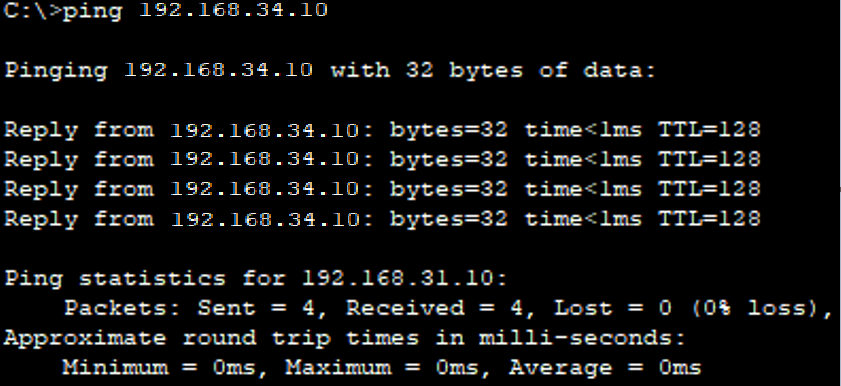 C:\>ping 192.168.34.10
Pinging 192.168.34.10 with 32 bytes of data:
Reply from 192.168.34.10: bytes=32 time<1ms TTL=128
Reply from 192.168.34.10: bytes=32 time<1ms TTL=128
Reply from 192.168.34.10: bytes=32 time<1ms TTL=128
Reply from 192.168.34.10: bytes=32 time<1ms TTL=128
Ping statistics for 192.168.31.10:
Packets: Sent = 4, Received = 4, Lost = 0 (0% loss),
Approximate round trip times in milli-seconds:
Minimum = 0ms, Maximum = 0ms, Average = 0ms